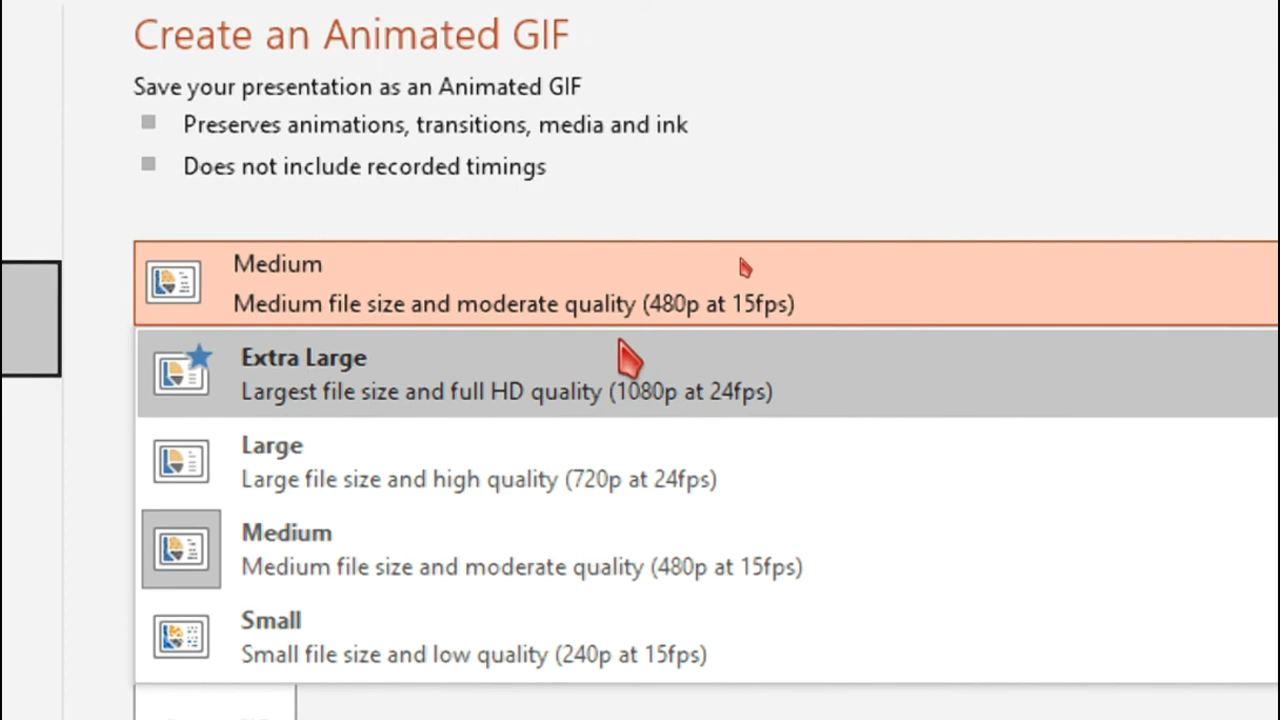 Create an Animated GIF
Save your presentation as an Animated GIF
Preserves animations, transitions, media and ink
Does not include recorded timings
Medium
Medium file size and moderate quality (480p at 15fps)
Extra Large
Largest file size and full HD quality (1080p at 24fps)
Large
Large file size and high quality (720p at 24fps)
Medium
Medium file size and moderate quality (480p at 15fps)
Small
Small file size and low quality (240p at 15fps)